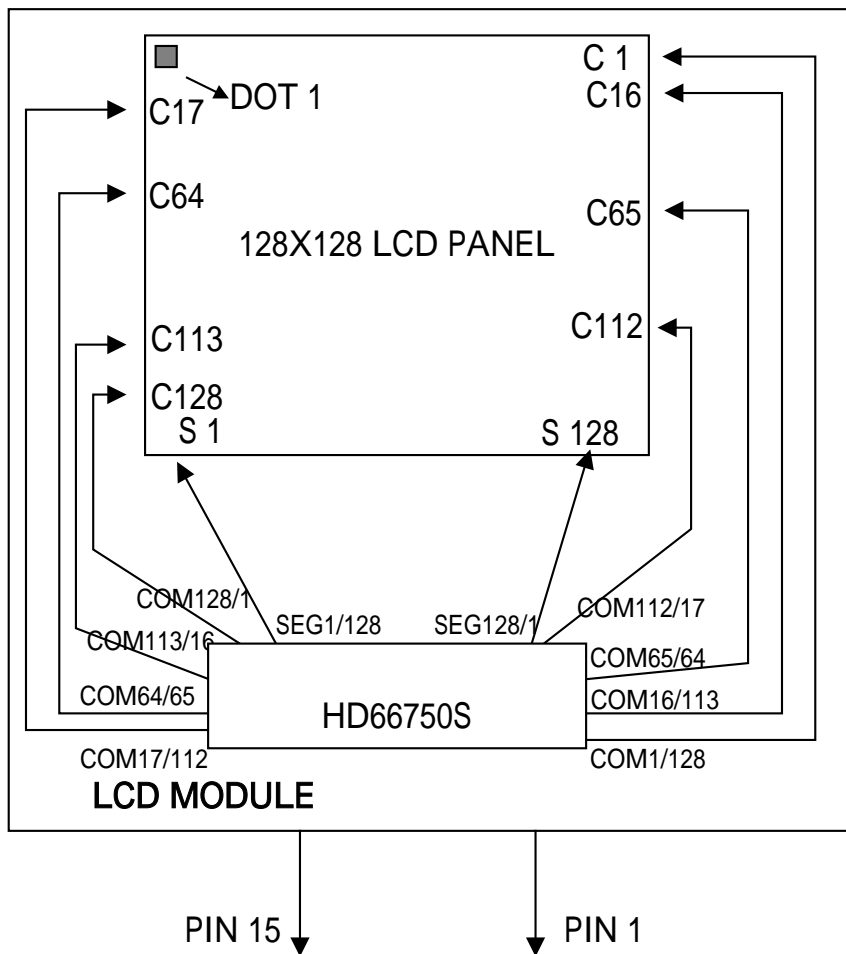 C 1
C16
DOT 1
C17
C64
C65
128X128 LCD PANEL
C112
C113
C128
S 1
S 128
COM128/1
COM112/17
SEG1/128
SEG128/1
COM113/16
COM65/64
COM64/65
COM16/113
HD66750S
COM17/112
COM1/128
LCD MODULE
PIN 15
PIN 1